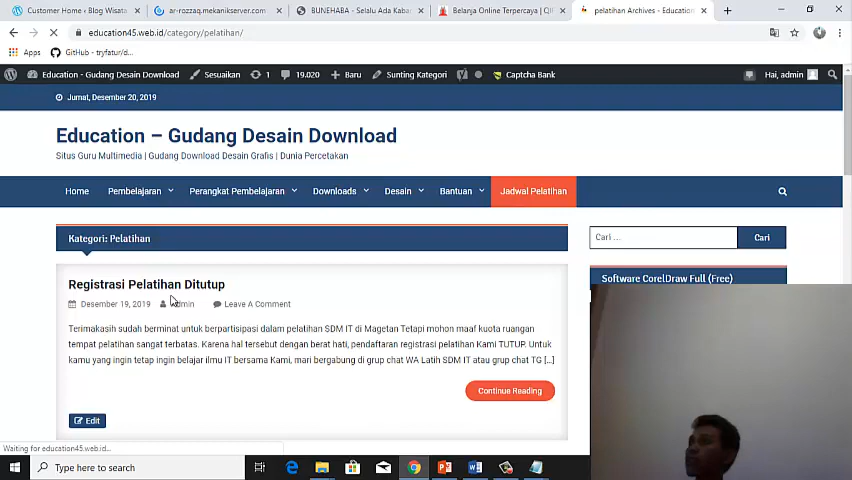 Customer Home ‹ Blog Wisata
ar-rozzaq.mekanikserver.com
BUNEHABA - Selalu Ada Kaba
Belanja Online Terpercaya | QI
pelatihan Archives - Education
education45.web.id/category/pelatihan/
Apps GitHub - tryfatur/d...
Education - Gudang Desain Download Sesuaikan 1 19.020 Baru Sunting Kategori Captcha Bank Hai, admin
Jumat, Desember 20, 2019
Education – Gudang Desain Download
Situs Guru Multimedia | Gudang Download Desain Grafis | Dunia Percetakan
Home Pembelajaran Perangkat Pembelajaran Downloads Desain Bantuan Jadwal Pelatihan
Kategori: Pelatihan
Cari ... Cari
Registrasi Pelatihan Ditutup
Software CorelDraw Full (Free)
Desember 19, 2019 admin Leave A Comment
Terimakasih sudah berminat untuk berpartisipasi dalam pelatihan SDM IT di Magetan Tetapi mohon maaf kuota ruangan
tempat pelatihan sangat terbatas. Karena hal tersebut dengan berat hati, pendaftaran registrasi pelatihan Kami TUTUP. Untuk
kamu yang ingin tetap ingin belajar ilmu IT bersama Kami, mari bergabung di grup chat WA Latih SDM IT atau grup chat TG [...]
Continue Reading
Edit
Waiting for education45.web.id...
Type here to search